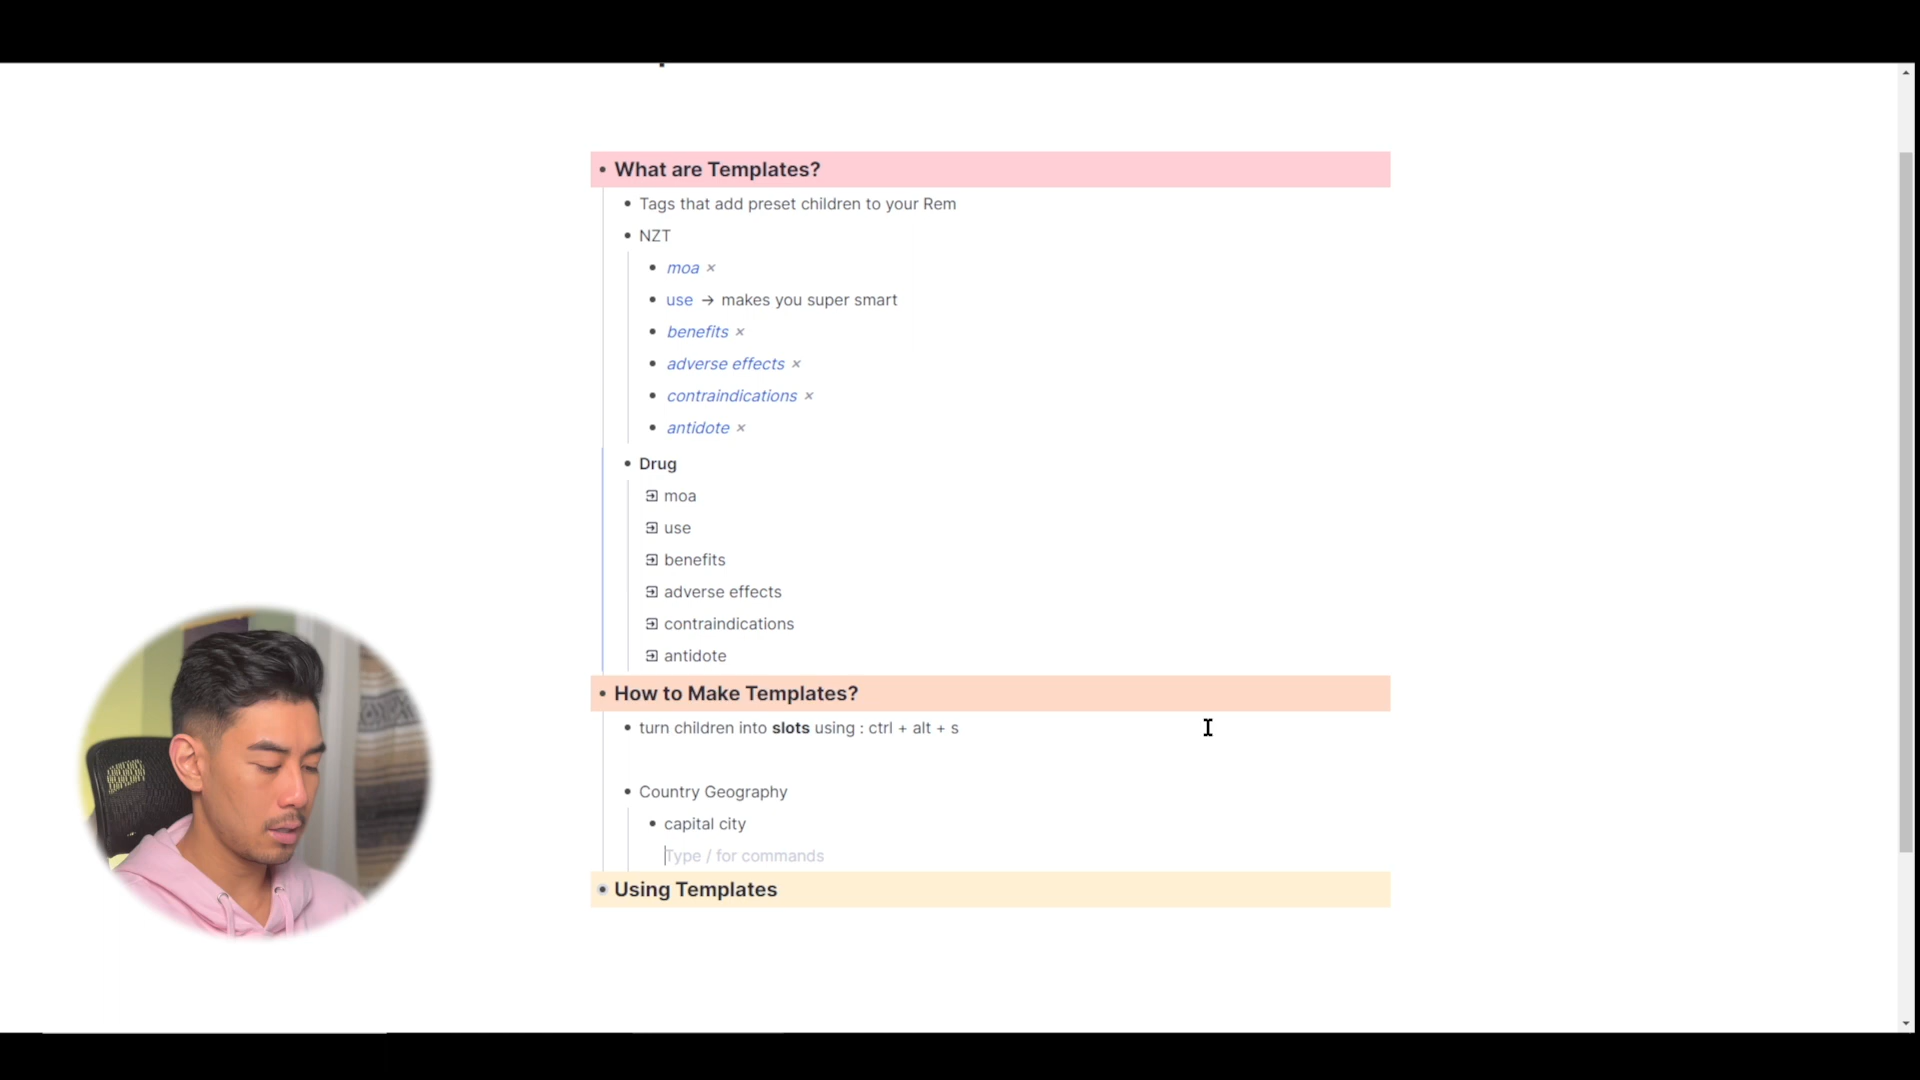 What are Templates?
Tags that add preset children to your Rem
NZT
moa ×
use → makes you super smart
benefits ×
adverse effects ×
contraindications ×
antidote ×
Drug
moa
use
benefits
adverse effects
contraindications
antidote
How to Make Templates?
turn children into slots using : ctrl + alt + s
Country Geography
capital city
Type / for commands
Using Templates